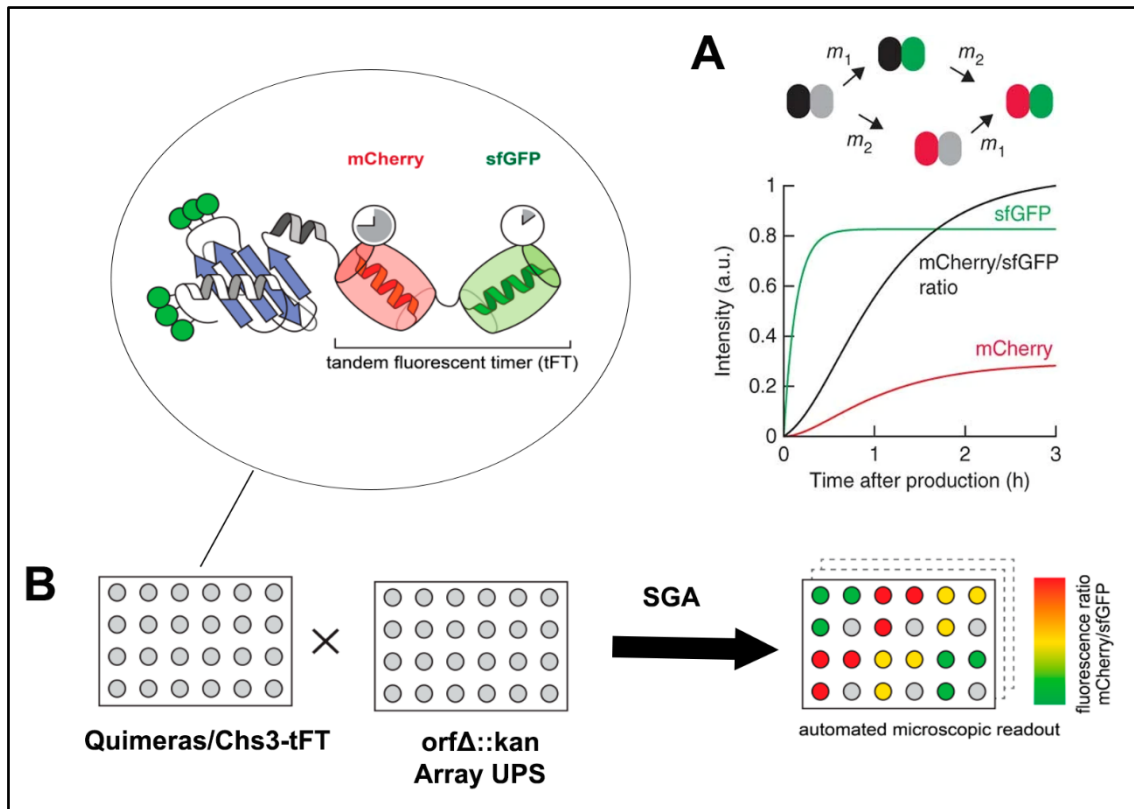 A
m1
m2
m2
m1
mCherry
sfGFP
tandem fluorescent timer (tFT)
1
0.8
0.6
0.4
0.2
0
Intensity (a.u.)
sfGFP
mCherry/sfGFP
ratio
mCherry
0
1
2
3
Time after production (h)
B
Quimeras/Chs3-tFT
×
orfΔ::kan
Array UPS
SGA
automated microscopic readout
fluorescence ratio
mCherry/sfGFP